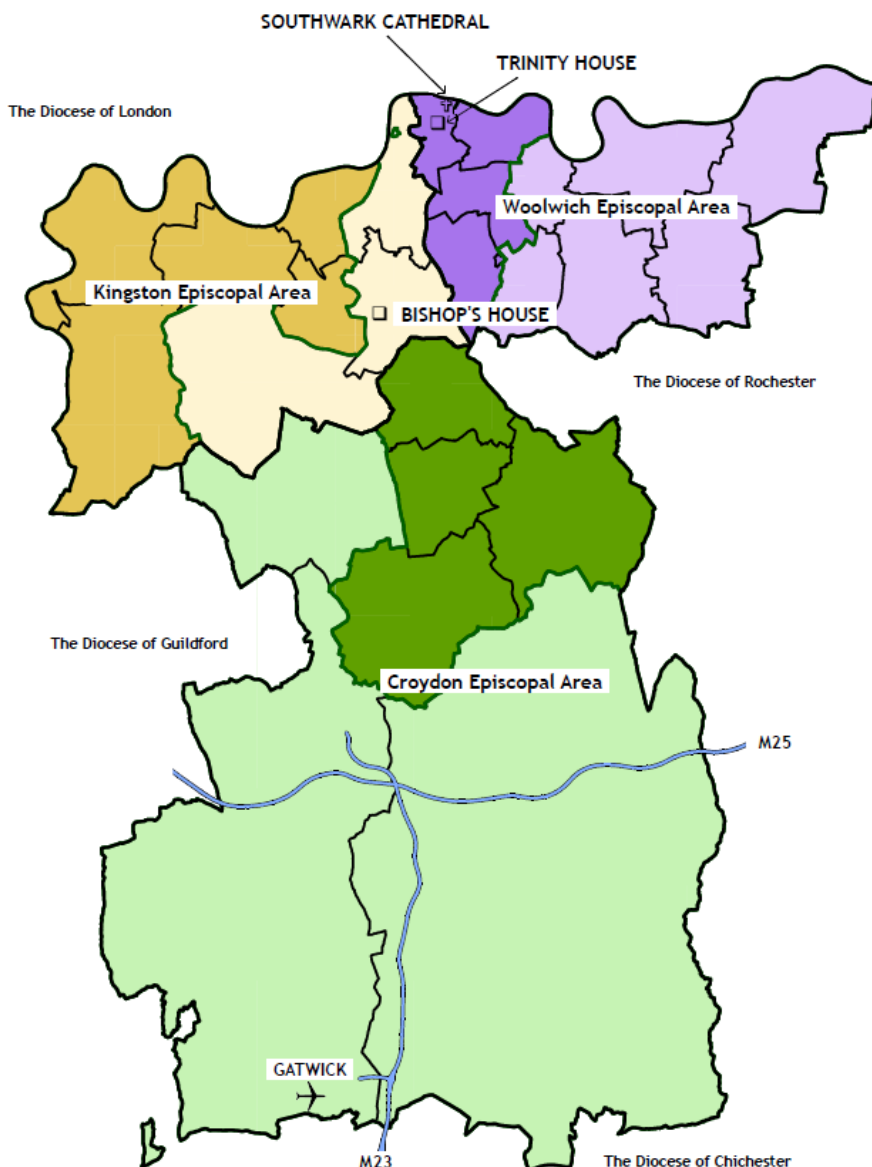 SOUTHWARK CATHEDRAL
TRINITY HOUSE
The Diocese of London
Woolwich Episcopal Area
Kingston Episcopal Area
BISHOP'S HOUSE
The Diocese of Rochester
The Diocese of Guildford
Croydon Episcopal Area
M25
GATWICK
M23
The Diocese of Chichester